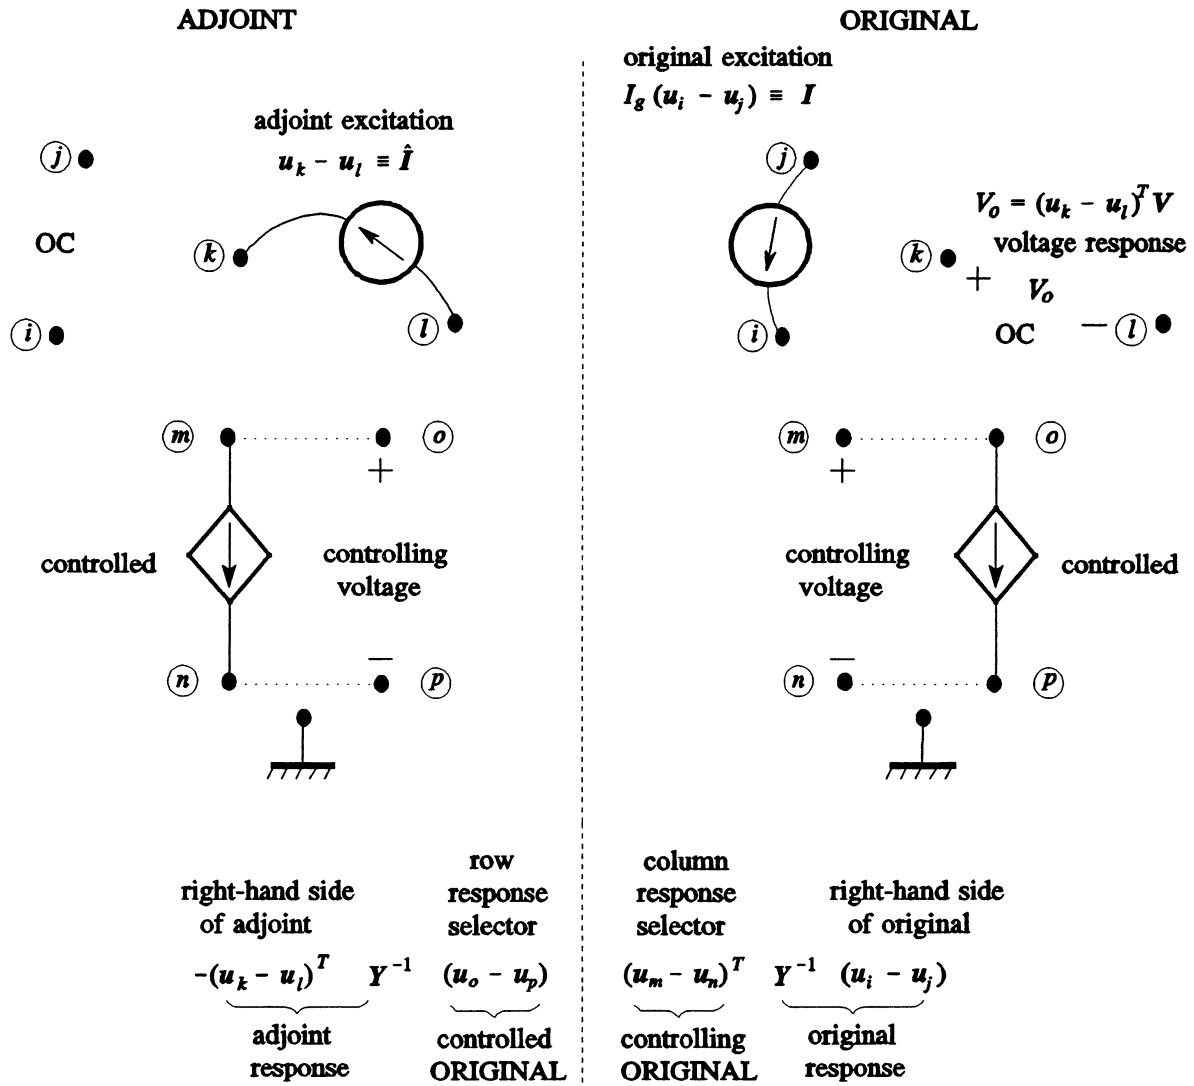 ADJOINT
adjoint excitation
u_k − u_l ≡ Î
j
OC
k
i
l
m
o
+
controlled
controlling
voltage
n
−
p
right-hand side
of adjoint
row
response
selector
−(u_k − u_l)^T Y^−1 (u_o − u_p)
adjoint
response
controlled
ORIGINAL
ORIGINAL
original excitation
I_g (u_i − u_j) ≡ I
j
V_o = (u_k − u_l)^T V
voltage response
k
+
V_o
i
OC
− l
m
o
+
controlling
voltage
controlled
n
−
p
column
response
selector
right-hand side
of original
(u_m − u_n)^T Y^−1 (u_i − u_j)
controlling
ORIGINAL
original
response